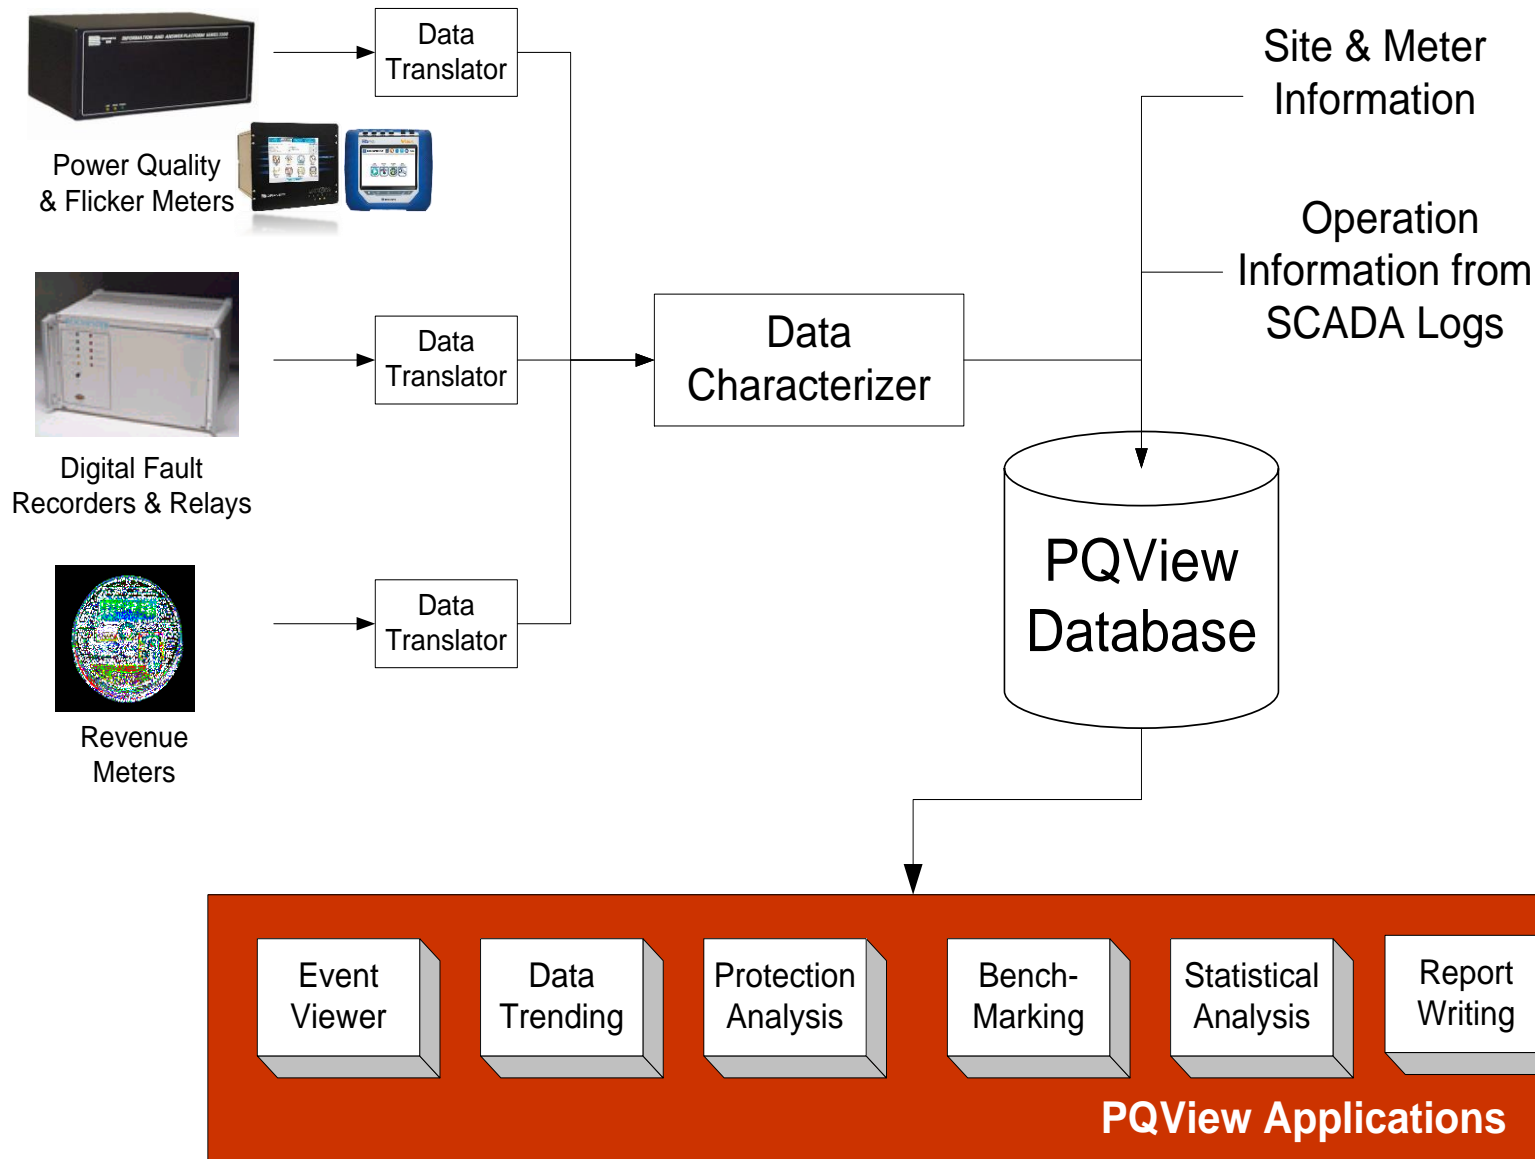 Data
Translator
Site & Meter
Information
Power Quality
& Flicker Meters
Operation
Information from
SCADA Logs
Data
Translator
Data
Characterizer
Digital Fault
Recorders & Relays
PQView
Database
Data
Translator
Revenue
Meters
Event
Viewer
Data
Trending
Protection
Analysis
Bench-
Marking
Statistical
Analysis
Report
Writing
PQView Applications